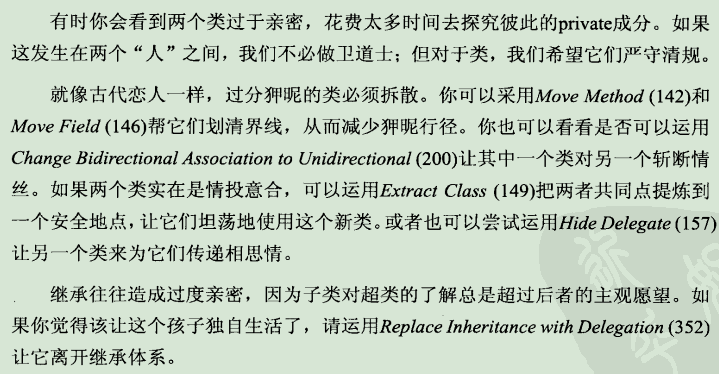 有时你会看到两个类过于亲密，花费太多时间去探究彼此的private成分。如果
这发生在两个“人”之间，我们不必做卫道士；但对于类，我们希望它们严守清规。
就像古代恋人一样，过分狎昵的类必须拆散。你可以采用Move Method (142)和
Move Field (146)帮它们划清界线，从而减少狎昵行径。你也可以看看是否可以运用
Change Bidirectional Association to Unidirectional (200)让其中一个类对另一个斩断情
丝。如果两个类实在是情投意合，可以运用Extract Class (149)把两者共同点提炼到
一个安全地点，让它们坦荡地使用这个新类。或者也可以尝试运用Hide Delegate (157)
让另一个类来为它们传递相思情。
继承往往造成过度亲密，因为子类对超类的了解总是超过后者的主观愿望。如
果你觉得该让这个孩子独自生活了，请运用Replace Inheritance with Delegation (352)
让它离开继承体系。